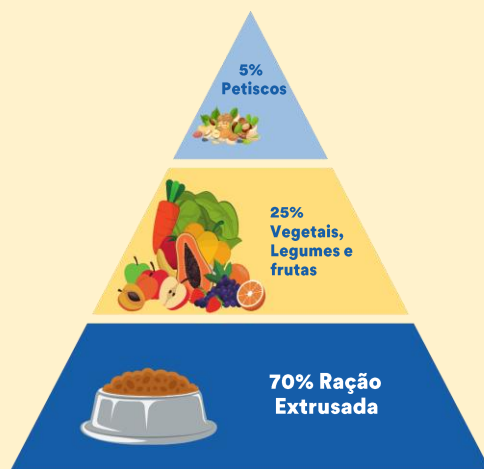 5%
Petiscos
25%
Vegetais,
Legumes e
frutas
70% Ração
Extrusada